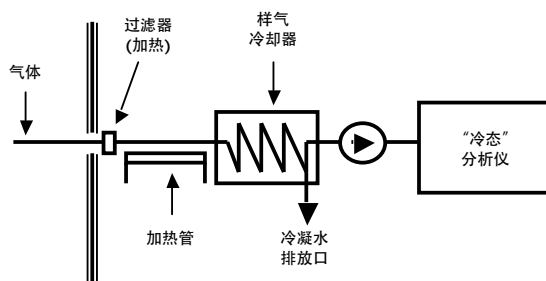 过滤器
(加热)
样气
冷却器
气体
“冷态”
分析仪
加热管
冷凝水
排放口